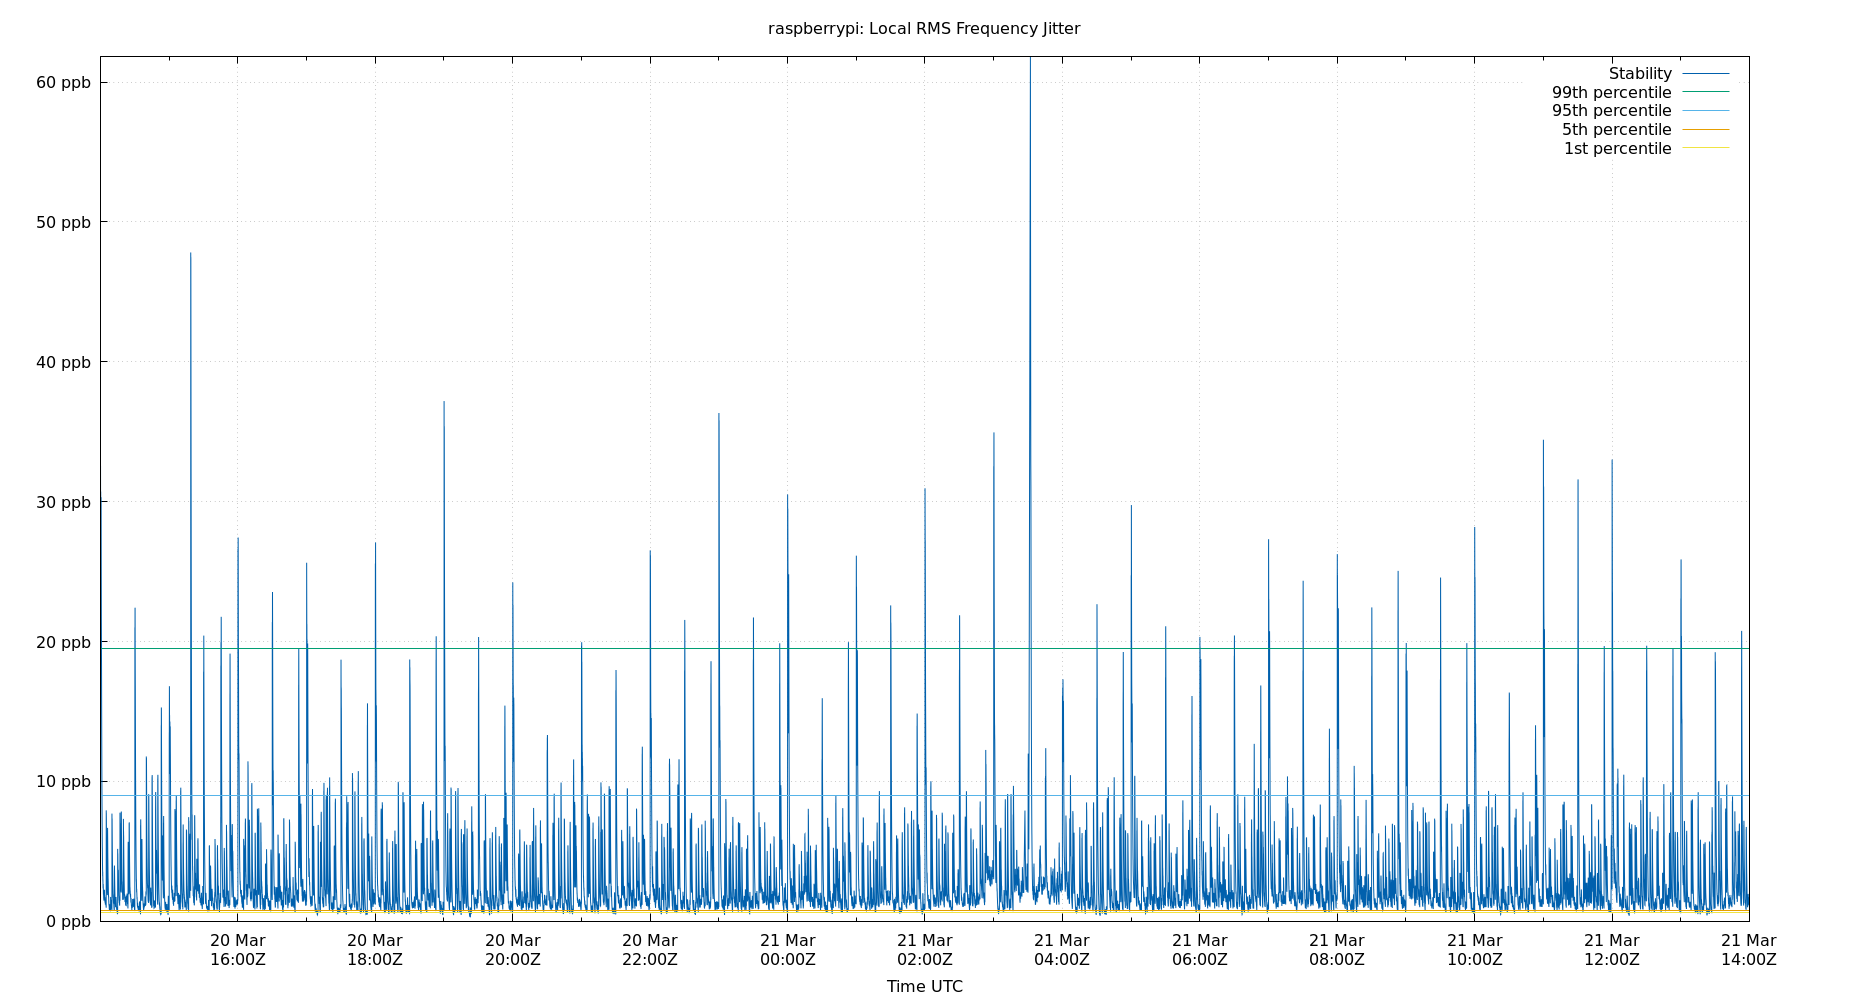 raspberrypi: Local RMS Frequency Jitter
60 ppb
50 ppb
40 ppb
30 ppb
20 ppb
10 ppb
0 ppb
Stability
99th percentile
95th percentile
5th percentile
1st percentile
20 Mar
16:00Z
20 Mar
18:00Z
20 Mar
20:00Z
20 Mar
22:00Z
21 Mar
00:00Z
21 Mar
02:00Z
21 Mar
04:00Z
21 Mar
06:00Z
21 Mar
08:00Z
21 Mar
10:00Z
21 Mar
12:00Z
21 Mar
14:00Z
Time UTC